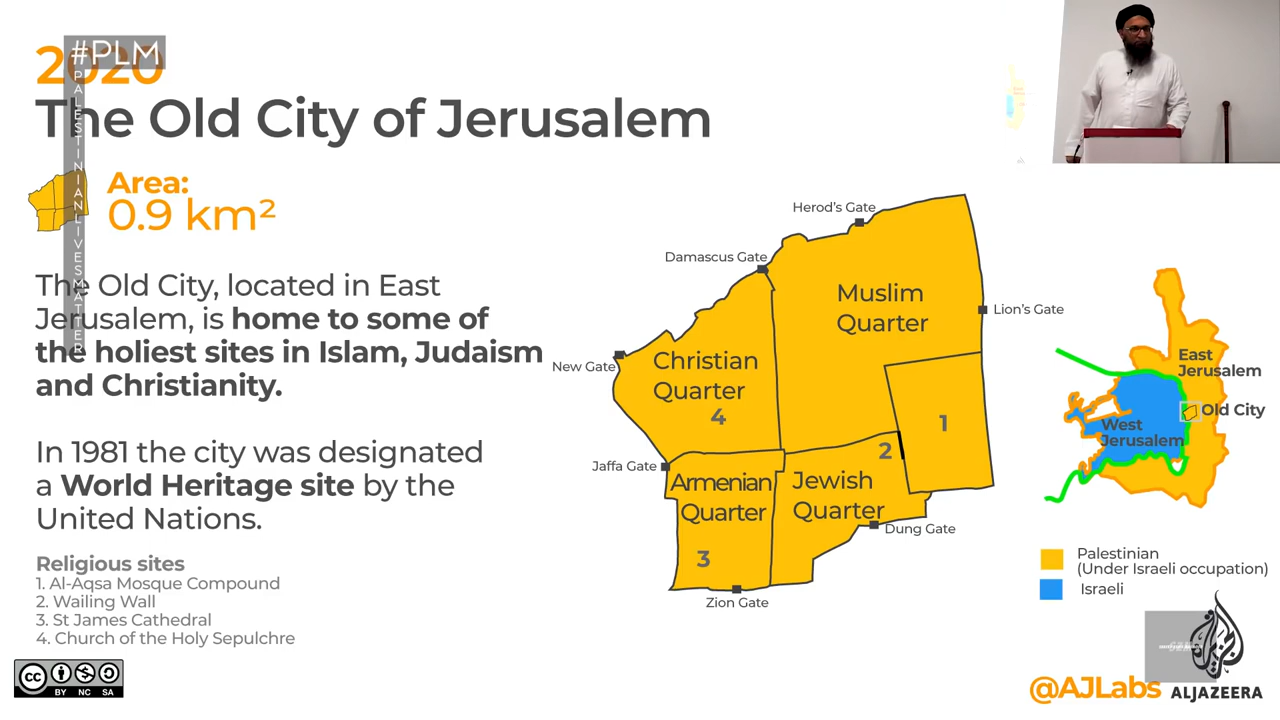 #PLM
PALESTINIANLIVESMATTER
2020
The Old City of Jerusalem
Area:
0.9 km²
The Old City, located in East
Jerusalem, is home to some of
the holiest sites in Islam, Judaism
and Christianity.
In 1981 the city was designated
a World Heritage site by the
United Nations.
Religious sites
1. Al-Aqsa Mosque Compound
2. Wailing Wall
3. St James Cathedral
4. Church of the Holy Sepulchre
CC
BY NC SA
Herod's Gate
Damascus Gate
Muslim
Quarter
Lion's Gate
New Gate
Christian
Quarter
4
1
2
Jaffa Gate
Armenian
Quarter
Jewish
Quarter
Dung Gate
3
Zion Gate
East
Jerusalem
Old City
West
Jerusalem
Palestinian
(Under Israeli occupation)
Israeli
@AJLabs
ALJAZEERA